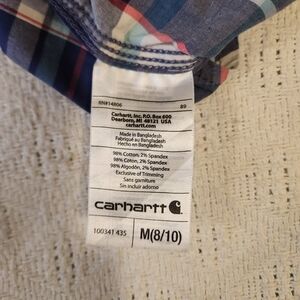 RN#14806 89
Carhartt, Inc. P.O. Box 600
Dearborn, MI 48121 USA
carhartt.com
Made in Bangladesh
Fabriqué au Bangladesh
Hecho en Bangladesh
98% Cotton, 2% Spandex
98% Coton, 2% Spandex
98% Algodón, 2% Spandex
Exclusive of Trimming
Sans garniture
Sin incluir adorno
carhartt
100341 435 M(8/10)